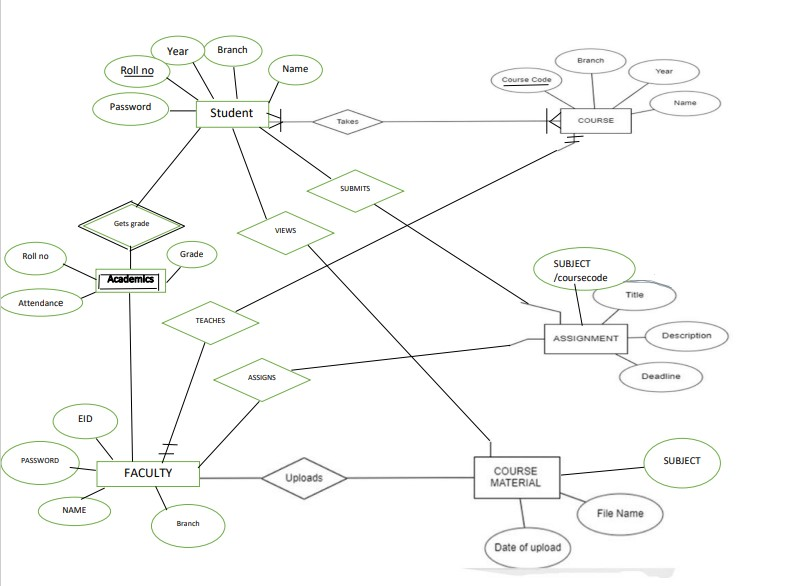 Year
Branch
Roll no
Name
Password
Student
Takes
Branch
Course Code
Year
Name
COURSE
SUBMITS
Gets grade
VIEWS
Roll no
Grade
Academics
Attendance
SUBJECT
/coursecode
Title
TEACHES
ASSIGNMENT
Description
ASSIGNS
Deadline
EID
PASSWORD
FACULTY
NAME
Branch
Uploads
COURSE
MATERIAL
SUBJECT
File Name
Date of upload